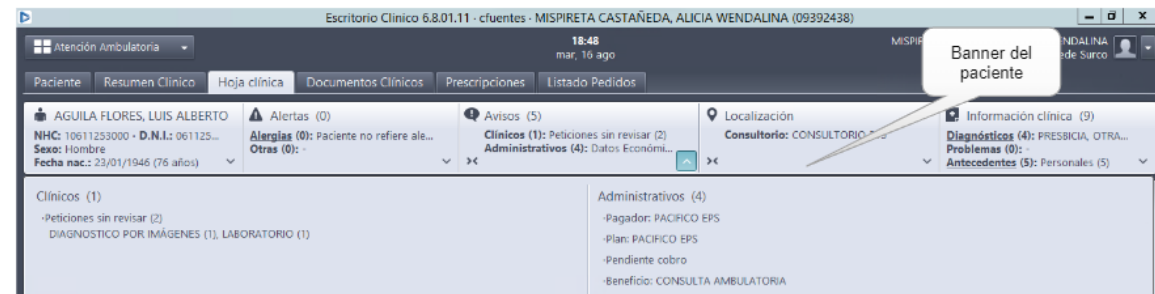 Escritorio Clinico 6.8.01.11 - cfuentes - MISPIRETA CASTAÑEDA, ALICIA WENDALINA (09392438)
Atención Ambulatoria
18:48
mar, 16 ago
NDALINA
ede Surco
Banner del
paciente
Paciente
Resumen Clínico
Hoja clínica
Documentos Clínicos
Prescripciones
Listado Pedidos
AGUILA FLORES, LUIS ALBERTO
NHC: 10611253000 - D.N.I.: 061125...
Sexo: Hombre
Fecha nac.: 23/01/1946 (76 años)
Alertas (0)
Alergias (0): Paciente no refiere ale...
Otras (0): -
Avisos (5)
Clínicos (1): Peticiones sin revisar (2)
Administrativos (4): Datos Económi...
Localización
Consultorio: CONSULTORIO
Información clínica (9)
Diagnósticos (4): PRESBICIA, OTRA...
Problemas (0): -
Antecedentes (5): Personales (5)
Clínicos (1)
-Peticiones sin revisar (2)
DIAGNOSTICO POR IMÁGENES (1), LABORATORIO (1)
Administrativos (4)
-Pagador: PACIFICO EPS
-Plan: PACIFICO EPS
-Pendiente cobro
-Beneficio: CONSULTA AMBULATORIA